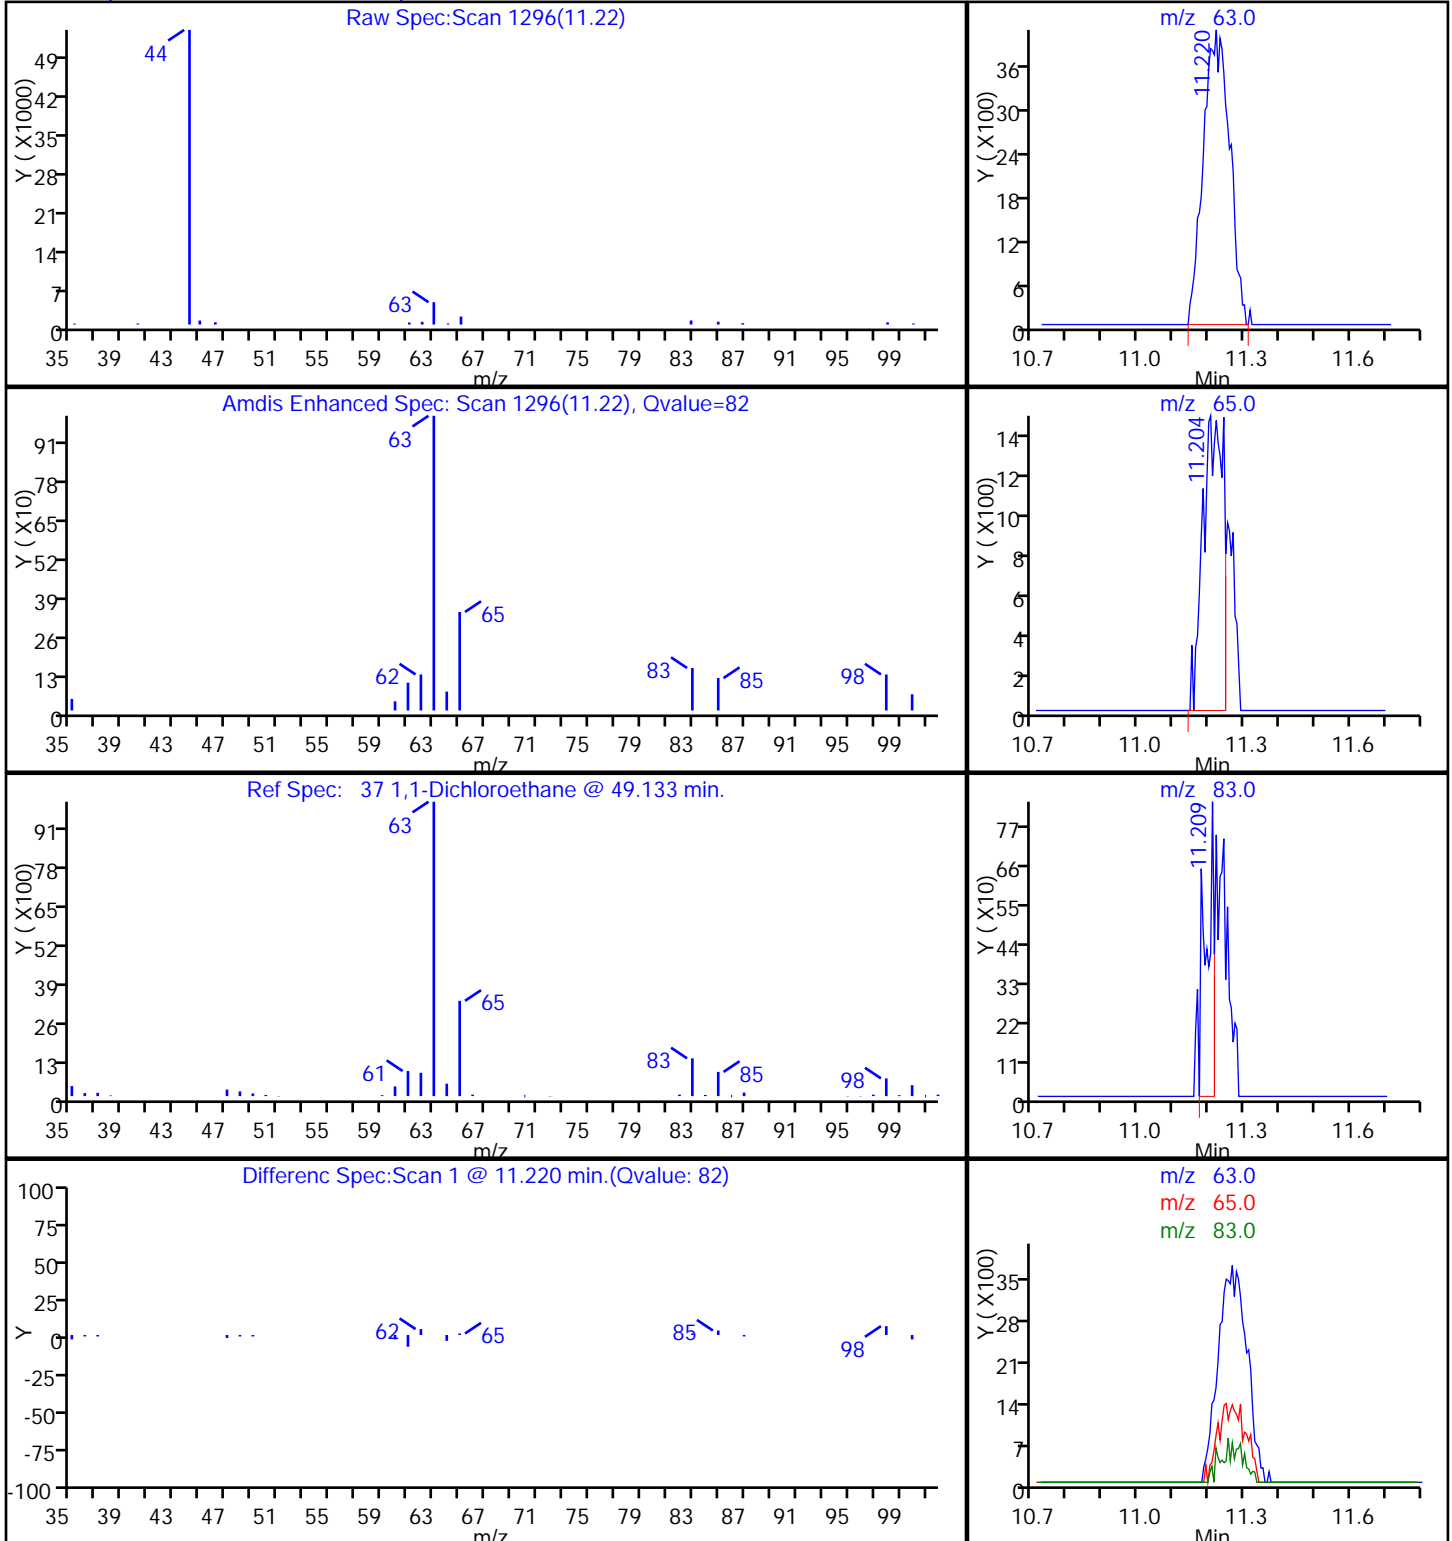 Raw Spec:Scan 1296(11.22)
Y ( X1000)
49
42
35
28
21
14
7
0
44
63
35 39 43 47 51 55 59 63 67 71 75 79 83 87 91 95 99
m/z
m/z 63.0
Y ( X100)
36
30
24
18
12
6
0
11.220
10.7 11.0 11.3 11.6
Min
Amdis Enhanced Spec: Scan 1296(11.22), Qvalue=82
Y ( X10)
91
78
65
52
39
26
13
0
63
65
62
83
85
98
35 39 43 47 51 55 59 63 67 71 75 79 83 87 91 95 99
m/z
m/z 65.0
Y ( X100)
14
12
10
8
6
4
2
0
11.204
10.7 11.0 11.3 11.6
Min
Ref Spec: 37 1,1-Dichloroethane @ 49.133 min.
Y ( X100)
91
78
65
52
39
26
13
0
63
65
61
83
85
98
35 39 43 47 51 55 59 63 67 71 75 79 83 87 91 95 99
m/z
m/z 83.0
Y ( X10)
77
66
55
44
33
22
11
0
11.209
10.7 11.0 11.3 11.6
Min
Differenc Spec:Scan 1 @ 11.220 min.(Qvalue: 82)
Y
100
75
50
25
0
-25
-50
-75
-100
62
65
85
98
35 39 43 47 51 55 59 63 67 71 75 79 83 87 91 95 99
m/z
m/z 63.0
m/z 65.0
m/z 83.0
Y ( X100)
35
28
21
14
7
0
10.7 11.0 11.3 11.6
Min